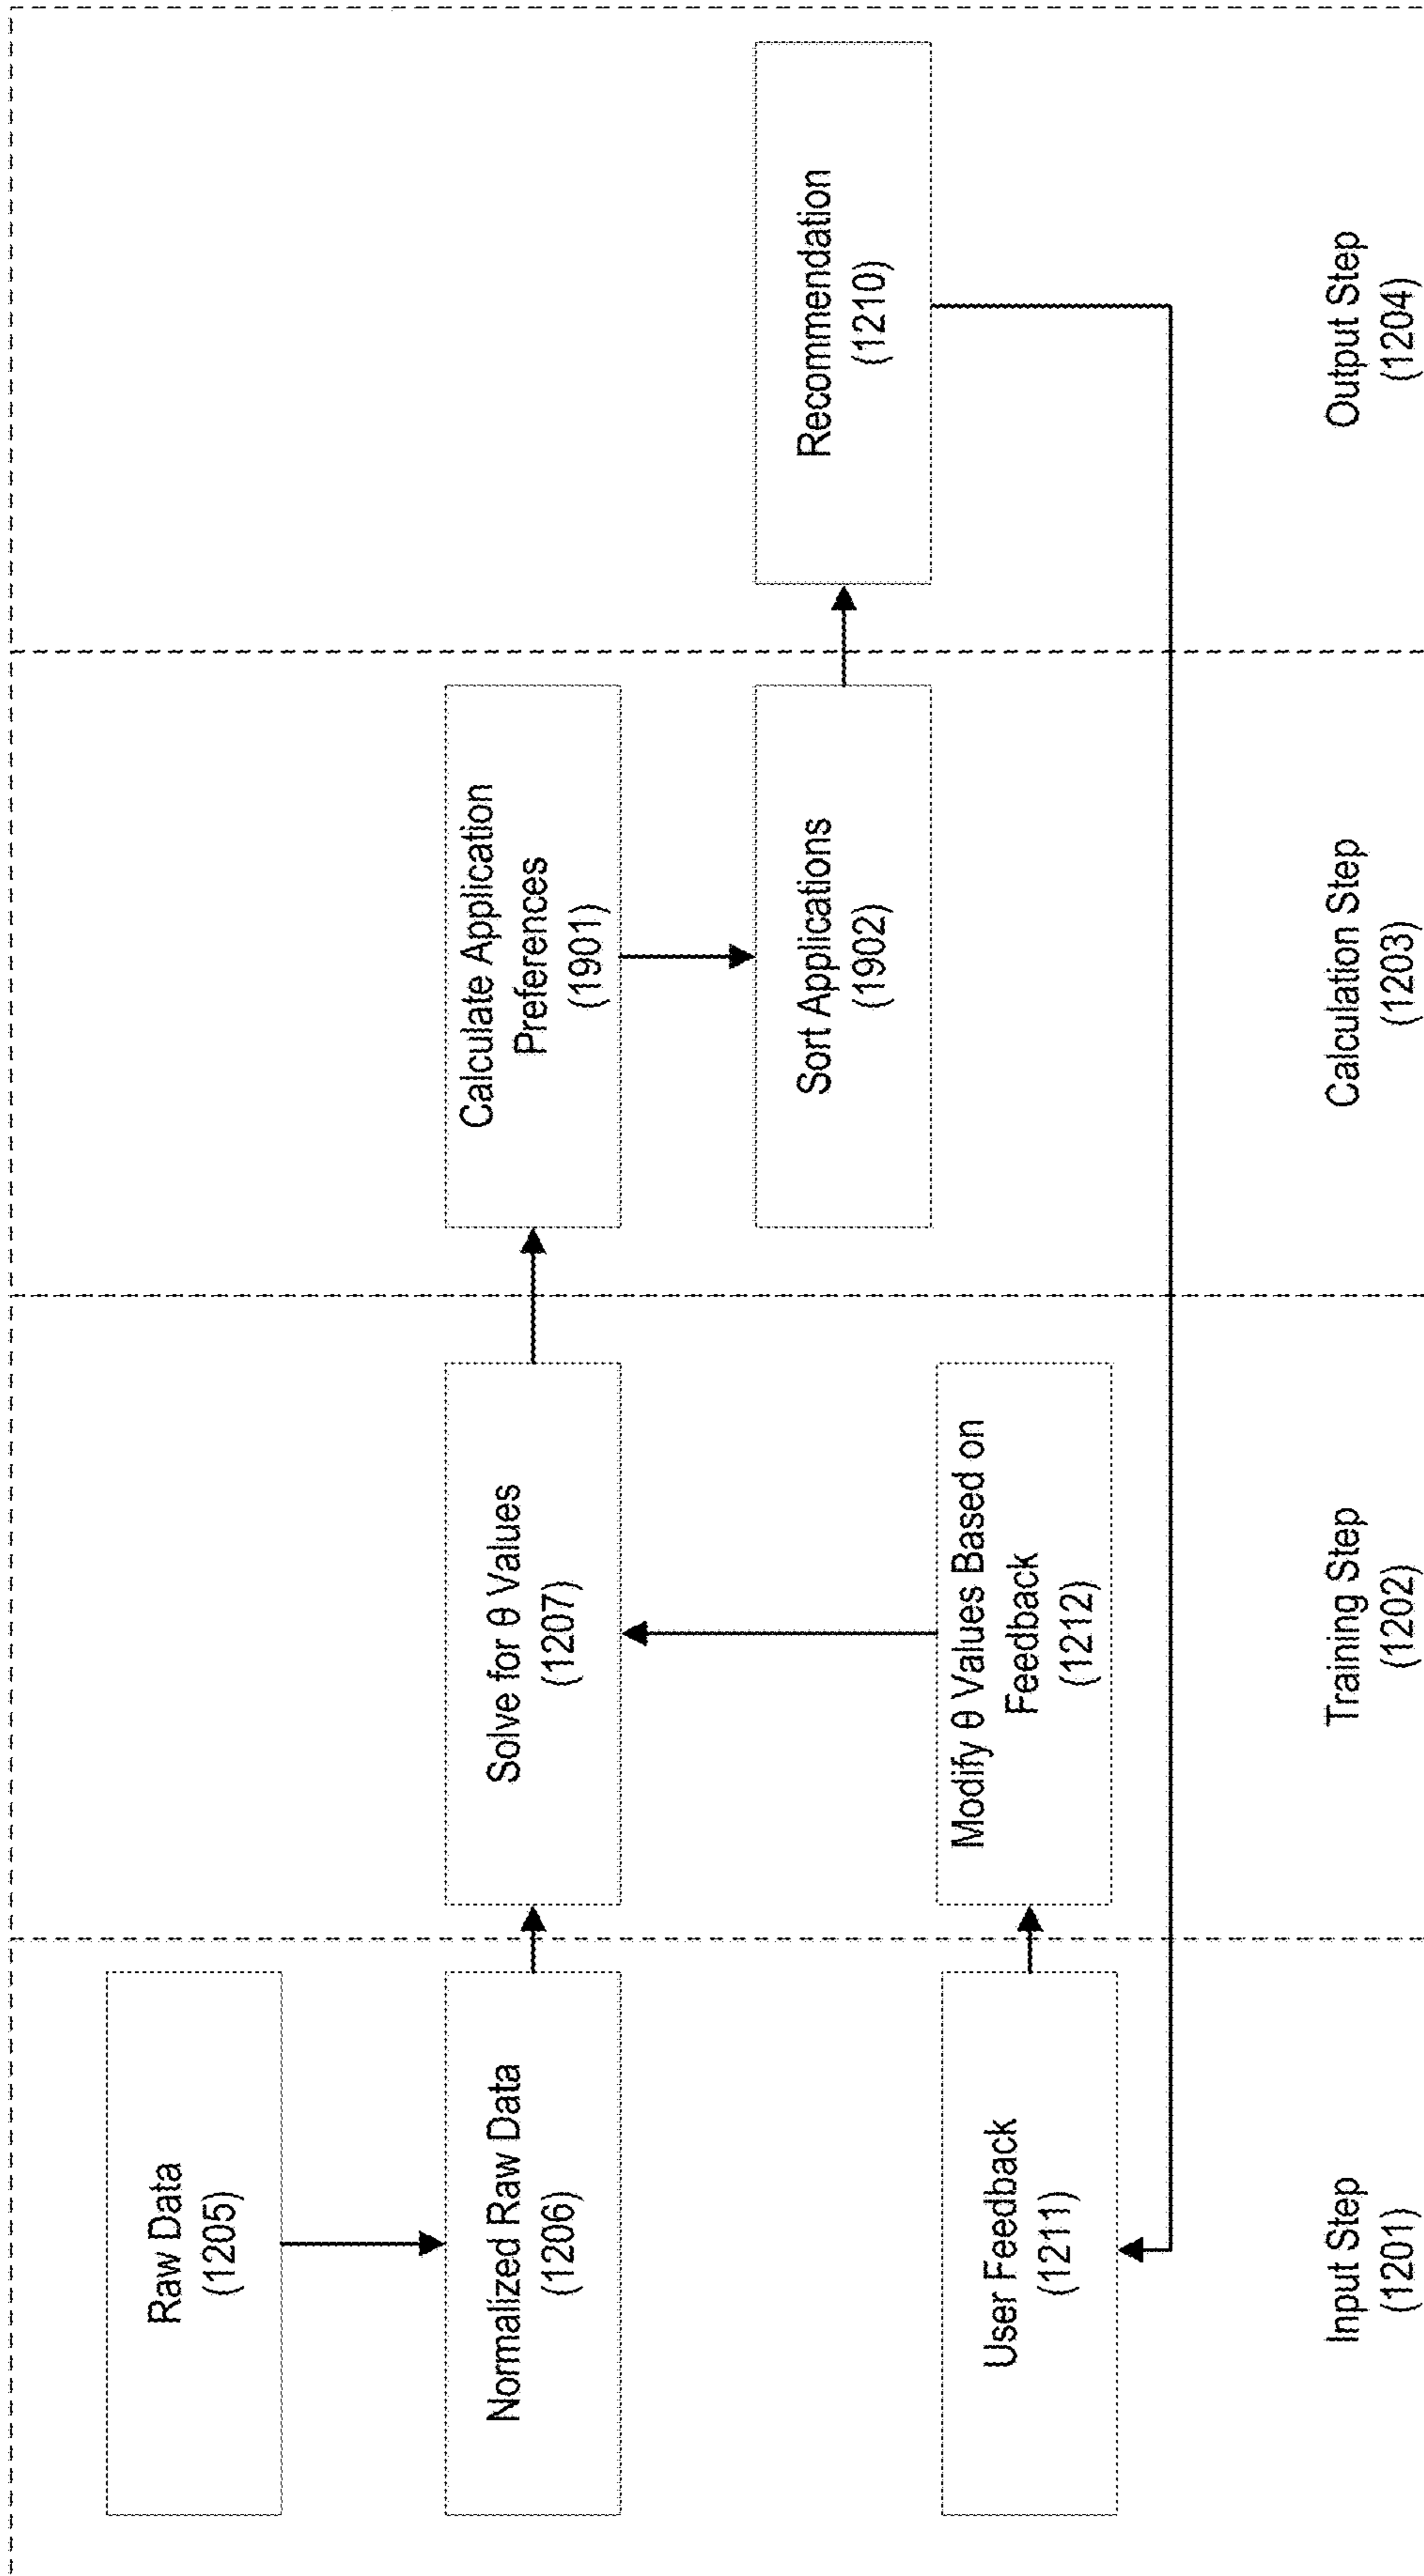 Raw Data
(1205)
Normalized Raw Data
(1206)
User Feedback
(1211)
Input Step
(1201)
Solve for θ Values
(1207)
Modify θ Values Based on
Feedback
(1212)
Training Step
(1202)
Calculate Application
Preferences
(1901)
Sort Applications
(1902)
Calculation Step
(1203)
Recommendation
(1210)
Output Step
(1204)